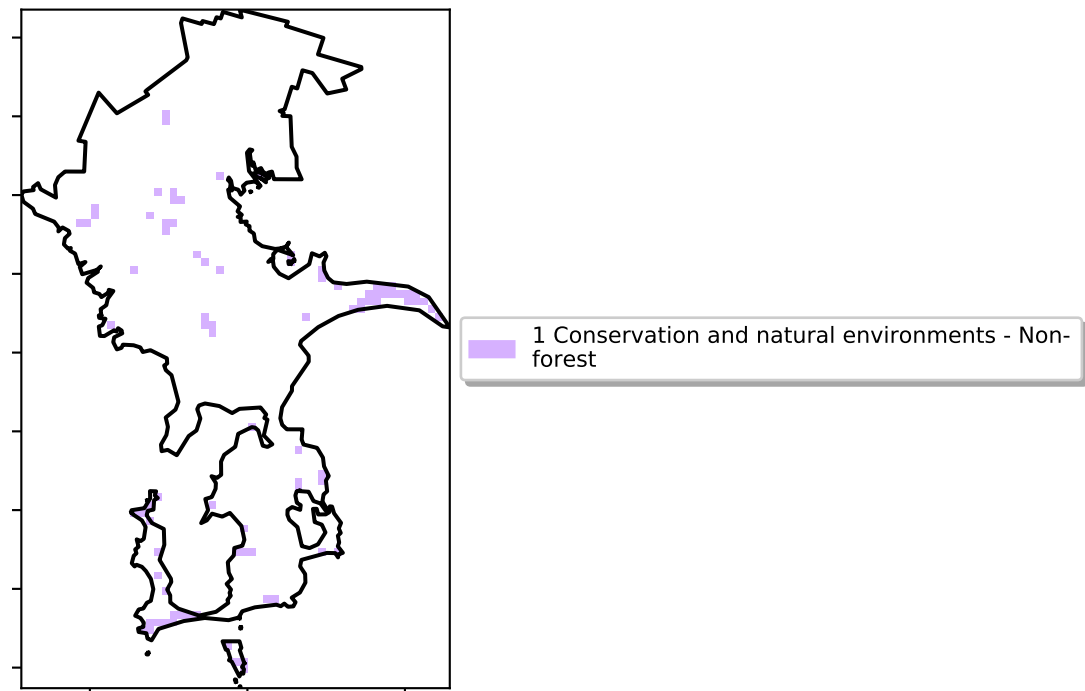 1 Conservation and natural environments - Non-
forest